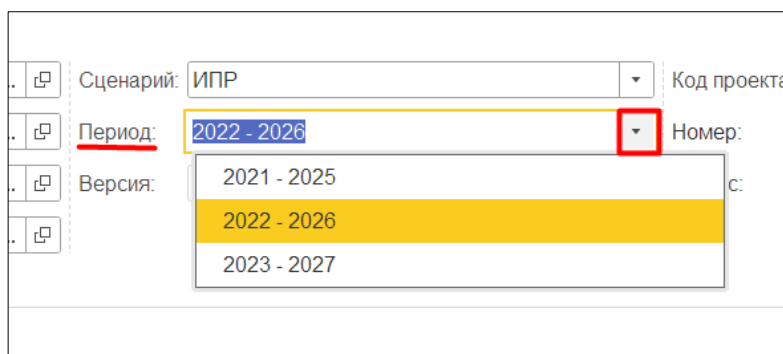 ... Сценарий: ИПР Код проекта
... Период: 2022 - 2026 Номер:
... Версия: 2021 - 2025 с:
... 2022 - 2026
2023 - 2027